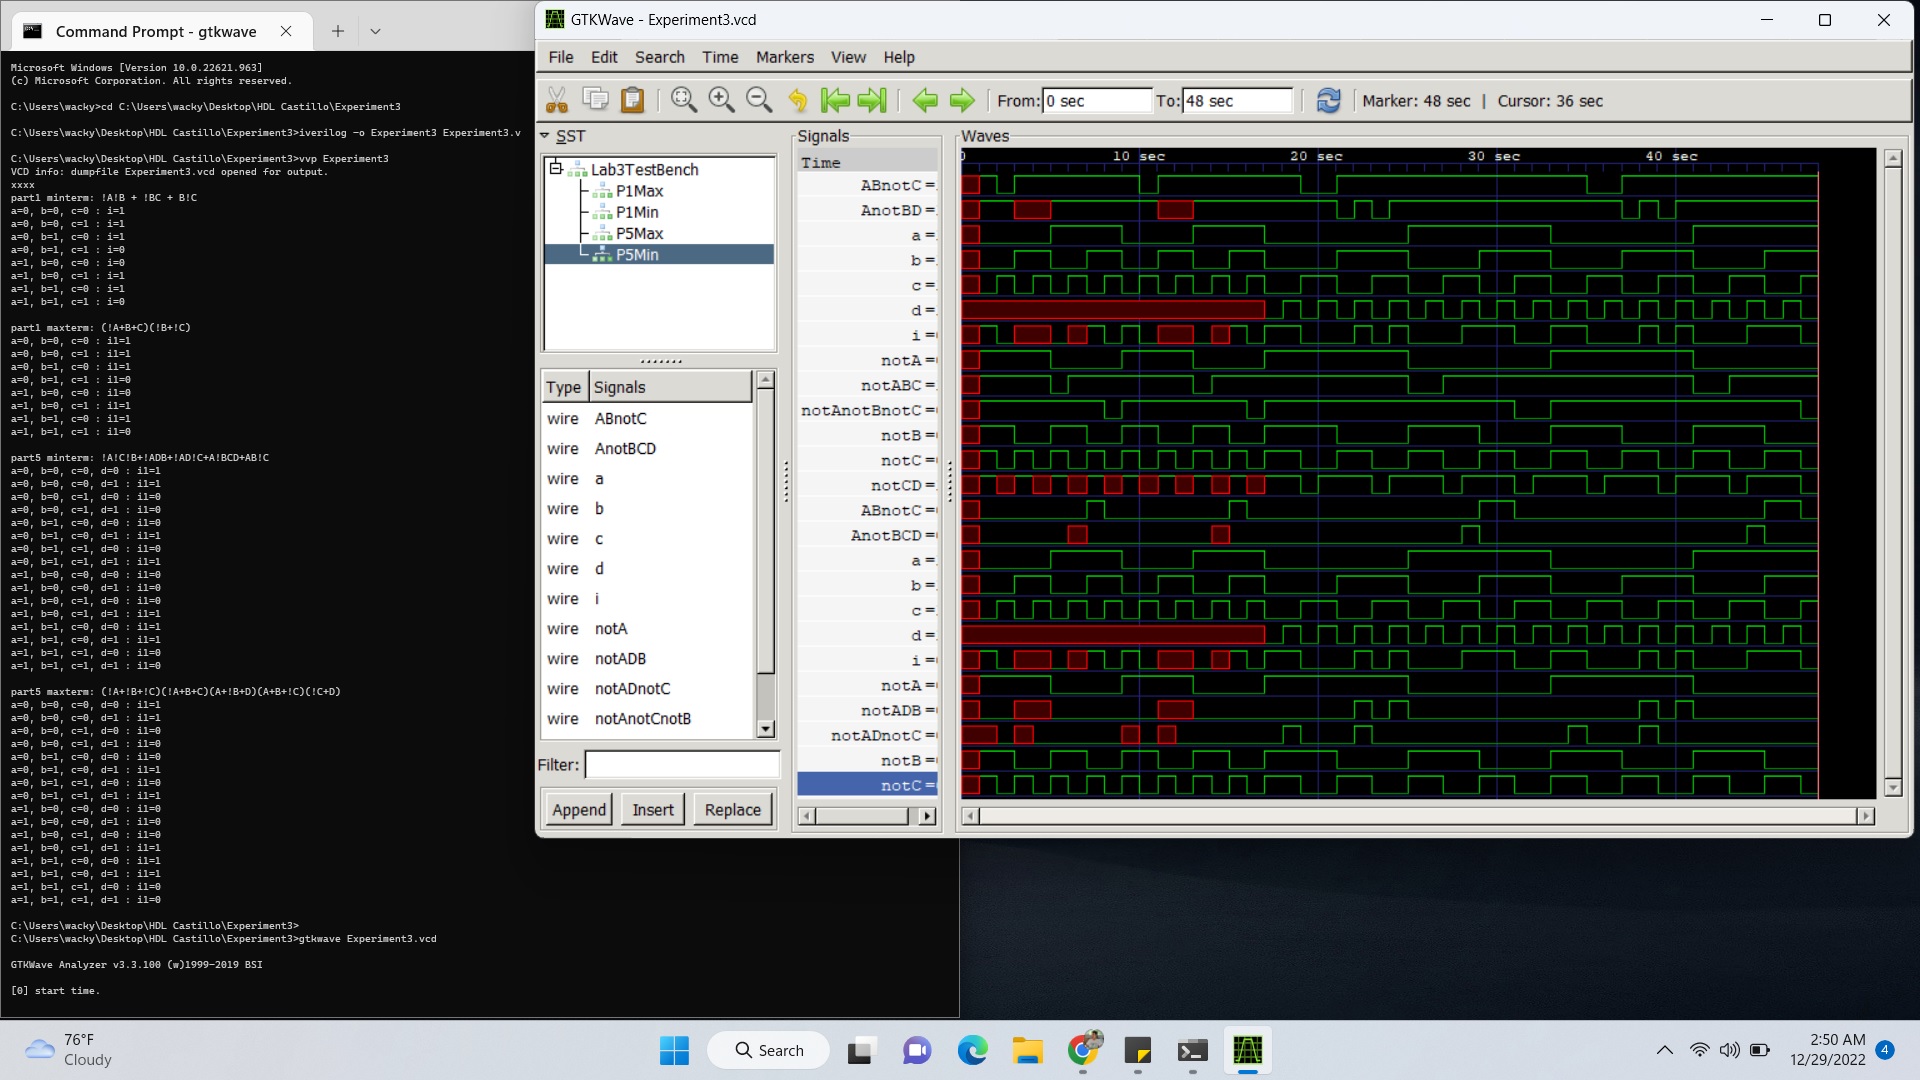 Command Prompt - gtkwave
Microsoft Windows [Version 10.0.22621.963]
(c) Microsoft Corporation. All rights reserved.
C:\Users\wacky>cd C:\Users\wacky\Desktop\HDL Castillo\Experiment3
C:\Users\wacky\Desktop\HDL Castillo\Experiment3>iverilog -o Experiment3 Experiment3.v
C:\Users\wacky\Desktop\HDL Castillo\Experiment3>vvp Experiment3
VCD info: dumpfile Experiment3.vcd opened for output.
xxxx
part1 minterm: !A!B + !BC + B!C
a=0, b=0, c=0 : i=1
a=0, b=0, c=1 : i=1
a=0, b=1, c=0 : i=1
a=0, b=1, c=1 : i=0
a=1, b=0, c=0 : i=0
a=1, b=0, c=1 : i=1
a=1, b=1, c=0 : i=1
a=1, b=1, c=1 : i=0
part1 maxterm: (!A+B+C)(!B+!C)
a=0, b=0, c=0 : i1=1
a=0, b=0, c=1 : i1=1
a=0, b=1, c=0 : i1=1
a=0, b=1, c=1 : i1=0
a=1, b=0, c=0 : i1=0
a=1, b=0, c=1 : i1=1
a=1, b=1, c=0 : i1=1
a=1, b=1, c=1 : i1=0
part5 minterm: !A!C!B+!ADB+!AD!C+A!BCD+AB!C
a=0, b=0, c=0, d=0 : i1=1
a=0, b=0, c=0, d=1 : i1=1
a=0, b=0, c=1, d=0 : i1=0
a=0, b=0, c=1, d=1 : i1=0
a=0, b=1, c=0, d=0 : i1=0
a=0, b=1, c=0, d=1 : i1=1
a=0, b=1, c=1, d=0 : i1=0
a=0, b=1, c=1, d=1 : i1=1
a=1, b=0, c=0, d=0 : i1=0
a=1, b=0, c=0, d=1 : i1=0
a=1, b=0, c=1, d=0 : i1=0
a=1, b=0, c=1, d=1 : i1=1
a=1, b=1, c=0, d=0 : i1=1
a=1, b=1, c=0, d=1 : i1=1
a=1, b=1, c=1, d=0 : i1=0
a=1, b=1, c=1, d=1 : i1=0
part5 maxterm: (!A+!B+!C)(!A+B+C)(A+!B+D)(A+B+!C)(!C+D)
a=0, b=0, c=0, d=0 : i1=1
a=0, b=0, c=0, d=1 : i1=1
a=0, b=0, c=1, d=0 : i1=0
a=0, b=0, c=1, d=1 : i1=0
a=0, b=1, c=0, d=0 : i1=0
a=0, b=1, c=0, d=1 : i1=1
a=0, b=1, c=1, d=0 : i1=0
a=0, b=1, c=1, d=1 : i1=1
a=1, b=0, c=0, d=0 : i1=0
a=1, b=0, c=0, d=1 : i1=0
a=1, b=0, c=1, d=0 : i1=0
a=1, b=0, c=1, d=1 : i1=1
a=1, b=1, c=0, d=0 : i1=1
a=1, b=1, c=0, d=1 : i1=1
a=1, b=1, c=1, d=0 : i1=0
a=1, b=1, c=1, d=1 : i1=0
C:\Users\wacky\Desktop\HDL Castillo\Experiment3>
C:\Users\wacky\Desktop\HDL Castillo\Experiment3>gtkwave Experiment3.vcd
GTKWave Analyzer v3.3.100 (w)1999-2019 BSI
[0] start time.
GTKWave - Experiment3.vcd
File Edit Search Time Markers View Help
From: 0 sec To: 48 sec Marker: 48 sec | Cursor: 36 sec
SST
Lab3TestBench
P1Max
P1Min
P5Max
P5Min
Type Signals
wire ABnotC
wire AnotBCD
wire a
wire b
wire c
wire d
wire i
wire notA
wire notADB
wire notADnotC
wire notAnotCnotB
Filter:
Append Insert Replace
Signals
Time
ABnotC =
AnotBD =
a =
b =
c =
d =
i =
notA =
notABC =
notAnotBnotC =
notB =
notC =
notCD =
ABnotC =
AnotBCD =
a =
b =
c =
d =
i =
notA =
notADB =
notADnotC =
notB =
notC =
Waves
0 10 sec 20 sec 30 sec 40 sec
76°F
Cloudy
Search
2:50 AM
12/29/2022
4